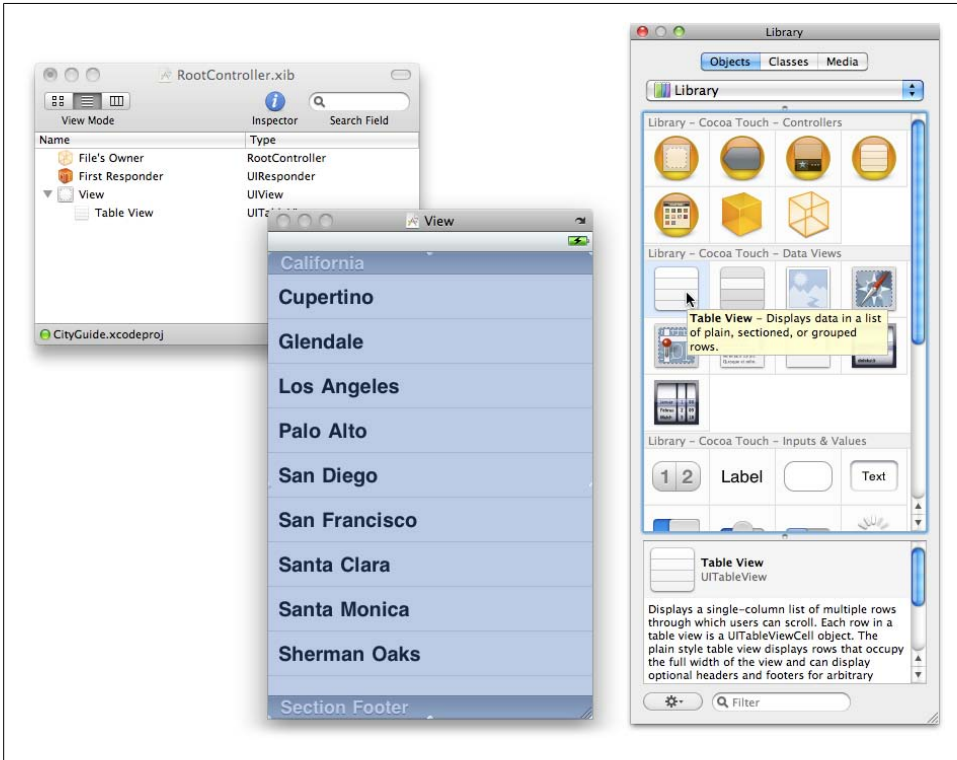 RootController.xib
View Mode
Inspector
Search Field
Name Type
File's Owner RootController
First Responder UIResponder
View UIView
Table View
CityGuide.xcodeproj
View
California
Cupertino
Glendale
Los Angeles
Palo Alto
San Diego
San Francisco
Santa Clara
Santa Monica
Sherman Oaks
Section Footer
Library
Objects Classes Media
Library
Library – Cocoa Touch – Controllers
Library – Cocoa Touch – Data Views
Table View – Displays data in a list
of plain, sectioned, or grouped
rows.
Library – Cocoa Touch – Inputs & Values
1 2 Label Text
Table View
UITableView
Displays a single-column list of multiple rows
through which users can scroll. Each row in a
table view is a UITableViewCell object. The
plain style table view displays rows that occupy
the full width of the view and can display
optional headers and footers for arbitrary
Filter